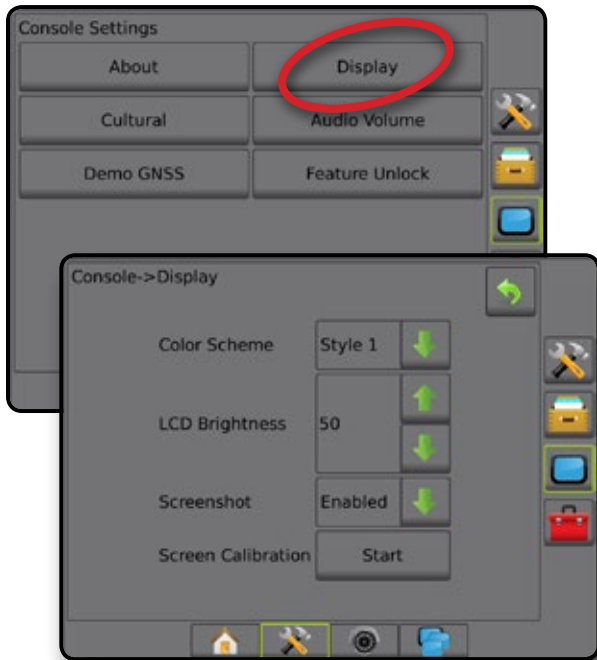 Console Settings
About Display
Cultural Audio Volume
Demo GNSS Feature Unlock
Console->Display
Color Scheme Style 1
LCD Brightness 50
Screenshot Enabled
Screen Calibration Start